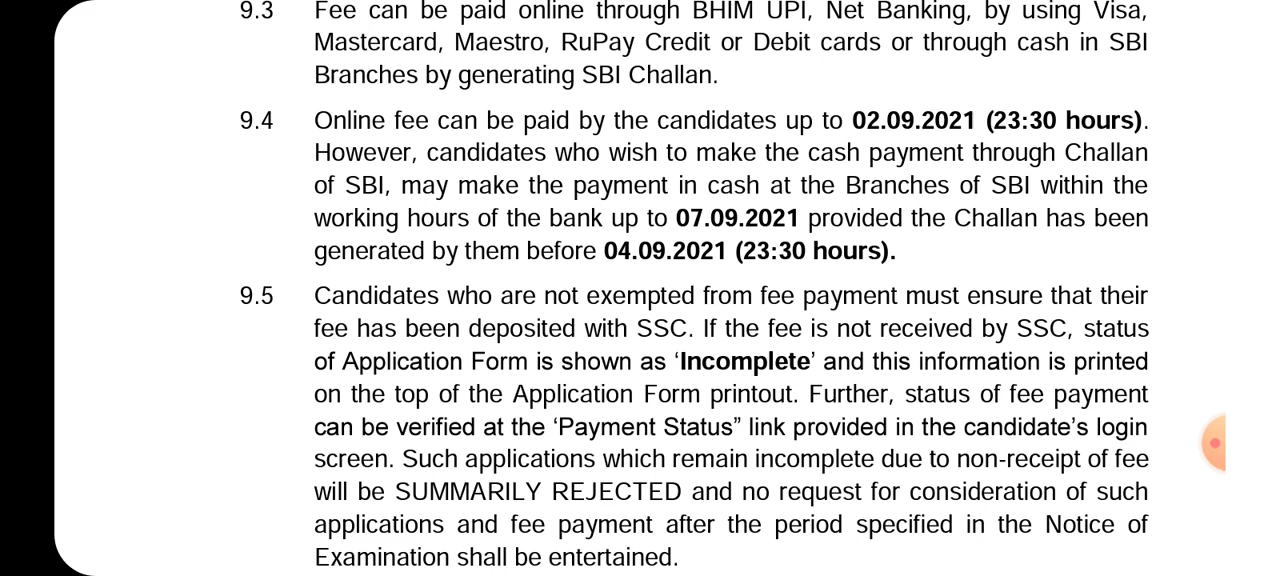 9.3 Fee can be paid online through BHIM UPI, Net Banking, by using Visa,
Mastercard, Maestro, RuPay Credit or Debit cards or through cash in SBI
Branches by generating SBI Challan.
9.4 Online fee can be paid by the candidates up to 02.09.2021 (23:30 hours).
However, candidates who wish to make the cash payment through Challan
of SBI, may make the payment in cash at the Branches of SBI within the
working hours of the bank up to 07.09.2021 provided the Challan has been
generated by them before 04.09.2021 (23:30 hours).
9.5 Candidates who are not exempted from fee payment must ensure that their
fee has been deposited with SSC. If the fee is not received by SSC, status
of Application Form is shown as ‘Incomplete’ and this information is printed
on the top of the Application Form printout. Further, status of fee payment
can be verified at the ‘Payment Status” link provided in the candidate’s login
screen. Such applications which remain incomplete due to non-receipt of fee
will be SUMMARILY REJECTED and no request for consideration of such
applications and fee payment after the period specified in the Notice of
Examination shall be entertained.